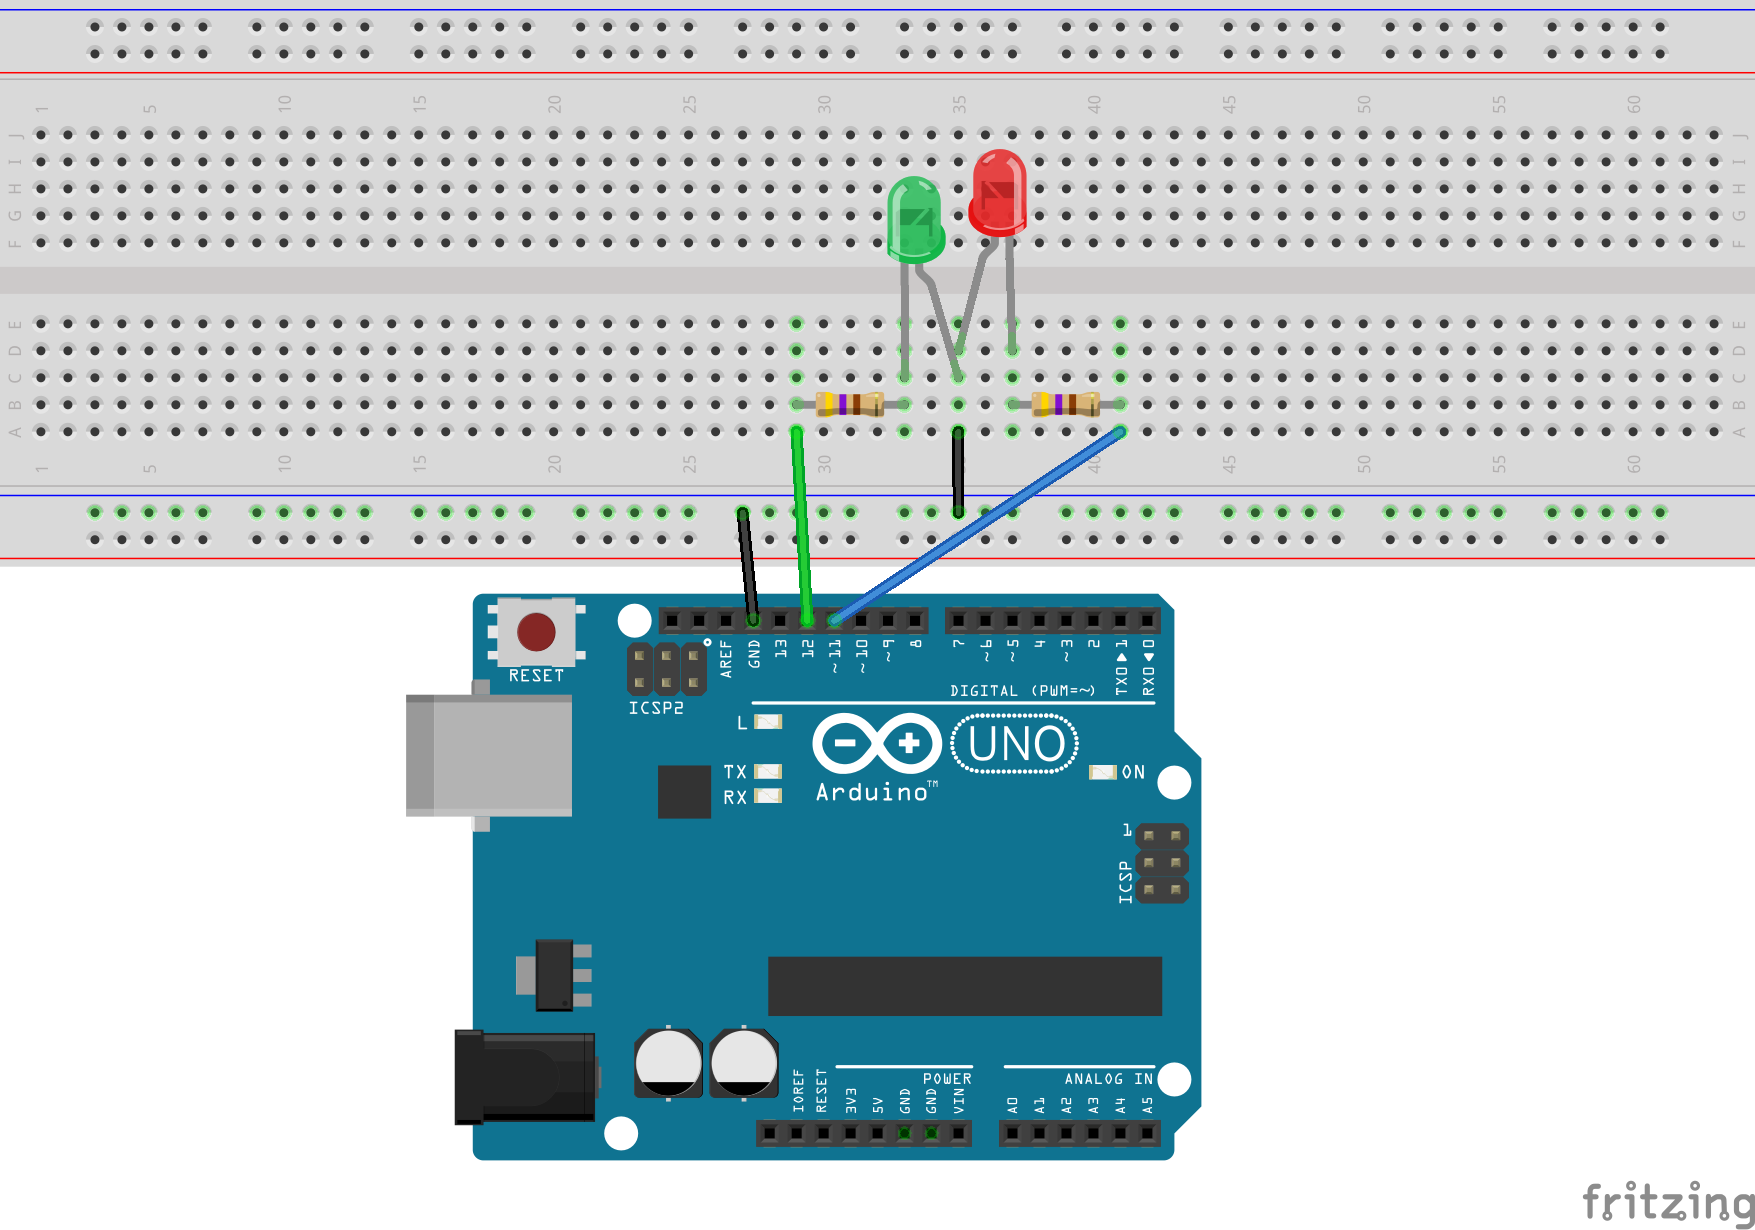 1 5 10 15 20 25 30 35 40 45 50 55 60
J J
I I
H H
G G
F F
E E
D D
C C
B B
A A
1 5 10 15 20 25 30 35 40 45 50 55 60
RESET
ICSP2
AREF
GND
13
12
~11
~10
~9
8
7
~6
~5
4
~3
2
TX0▶1
RX0◀0
DIGITAL (PWM=~)
L
TX
RX
UNO
Arduino™
ON
1
ICSP
IOREF
RESET
3V3
5V
GND
GND
VIN
POWER
ANALOG IN
A0
A1
A2
A3
A4
A5
fritzing